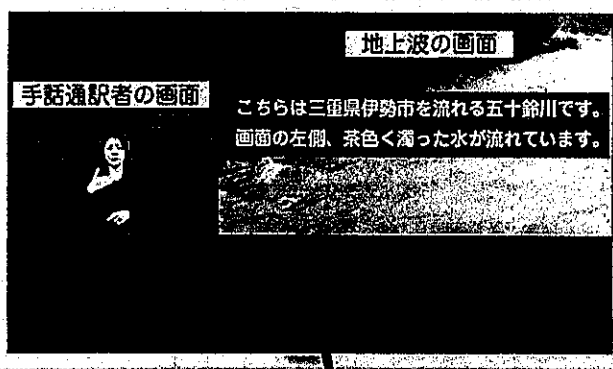 地上波の画面
手話通訳者の画面
こちらは三重県伊勢市を流れる五十鈴川です。
画面の左側、茶色く濁った水が流れています。